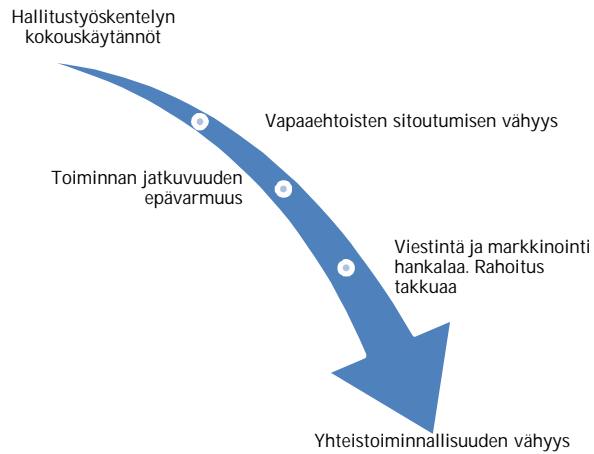 Hallitustyöskentelyn
kokouskäytännöt
Vapaaehtoisten sitoutumisen vähyys
Toiminnan jatkuvuuden
epävarmuus
Viestintä ja markkinointi
hankalaa. Rahoitus
takkuaa
Yhteistoiminnallisuuden vähyys